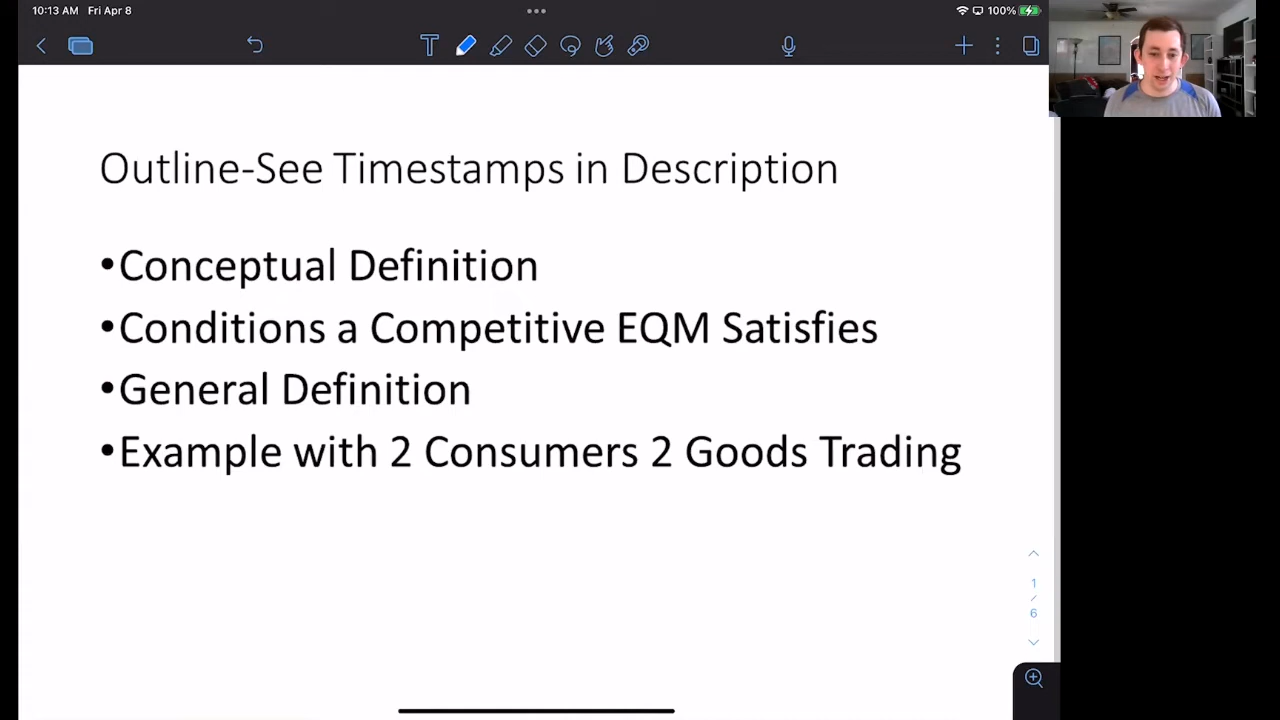 10:13 AM Fri Apr 8
100%
T
Outline-See Timestamps in Description
•Conceptual Definition
•Conditions a Competitive EQM Satisfies
•General Definition
•Example with 2 Consumers 2 Goods Trading
1
/
6